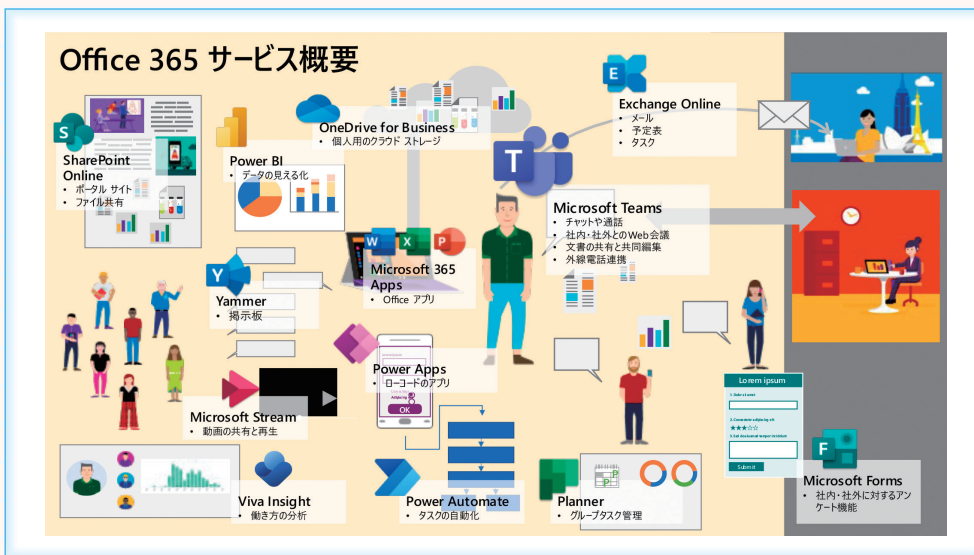 Office 365 サービス概要
S
SharePoint
Online
• ポータル サイト
• ファイル共有
Power BI
• データの見える化
OneDrive for Business
• 個人用のクラウド ストレージ
E
Exchange Online
• メール
• 予定表
• タスク
T
Microsoft Teams
• チャットや通話
• 社内・社外とのWeb会議
• 文書の共有と共同編集
• 外線電話連携
W
X
P
Microsoft 365
Apps
• Office アプリ
Y
Yammer
• 掲示板
Power Apps
• ローコードのアプリ
OK
Microsoft Stream
• 動画の共有と再生
Viva Insight
• 働き方の分析
Power Automate
• タスクの自動化
P
P
Planner
• グループタスク管理
Lorem ipsum
★★★☆☆
Submit
F
Microsoft Forms
• 社内・社外に対するアン
ケート機能